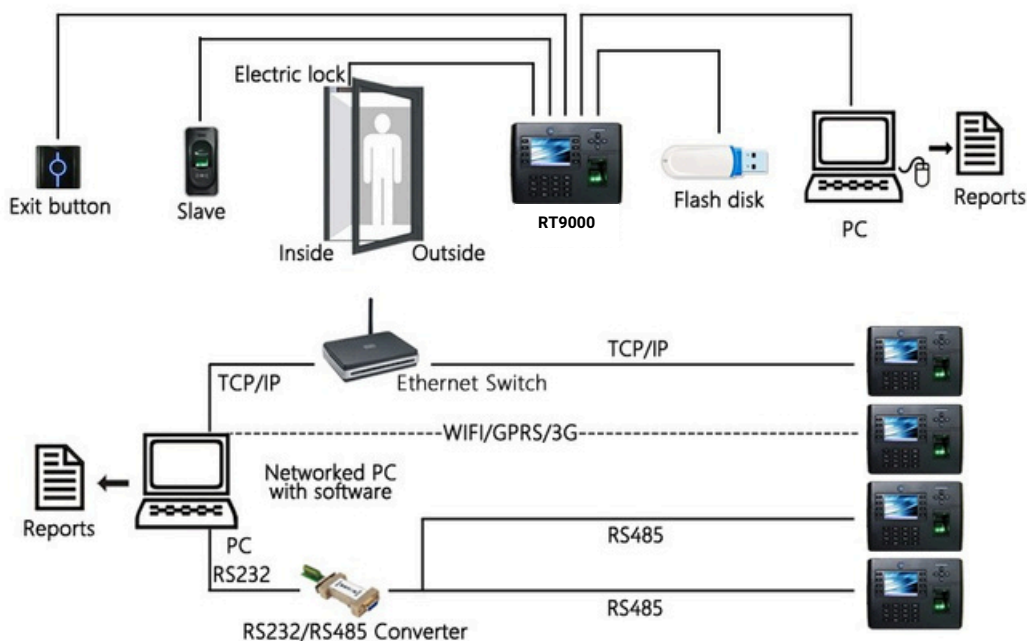 Electric lock
Exit button
Slave
Inside
Outside
RT9000
Flash disk
PC
Reports
TCP/IP
Ethernet Switch
TCP/IP
WIFI/GPRS/3G
Networked PC
with software
Reports
PC
RS232
RS232/RS485 Converter
RS485
RS485